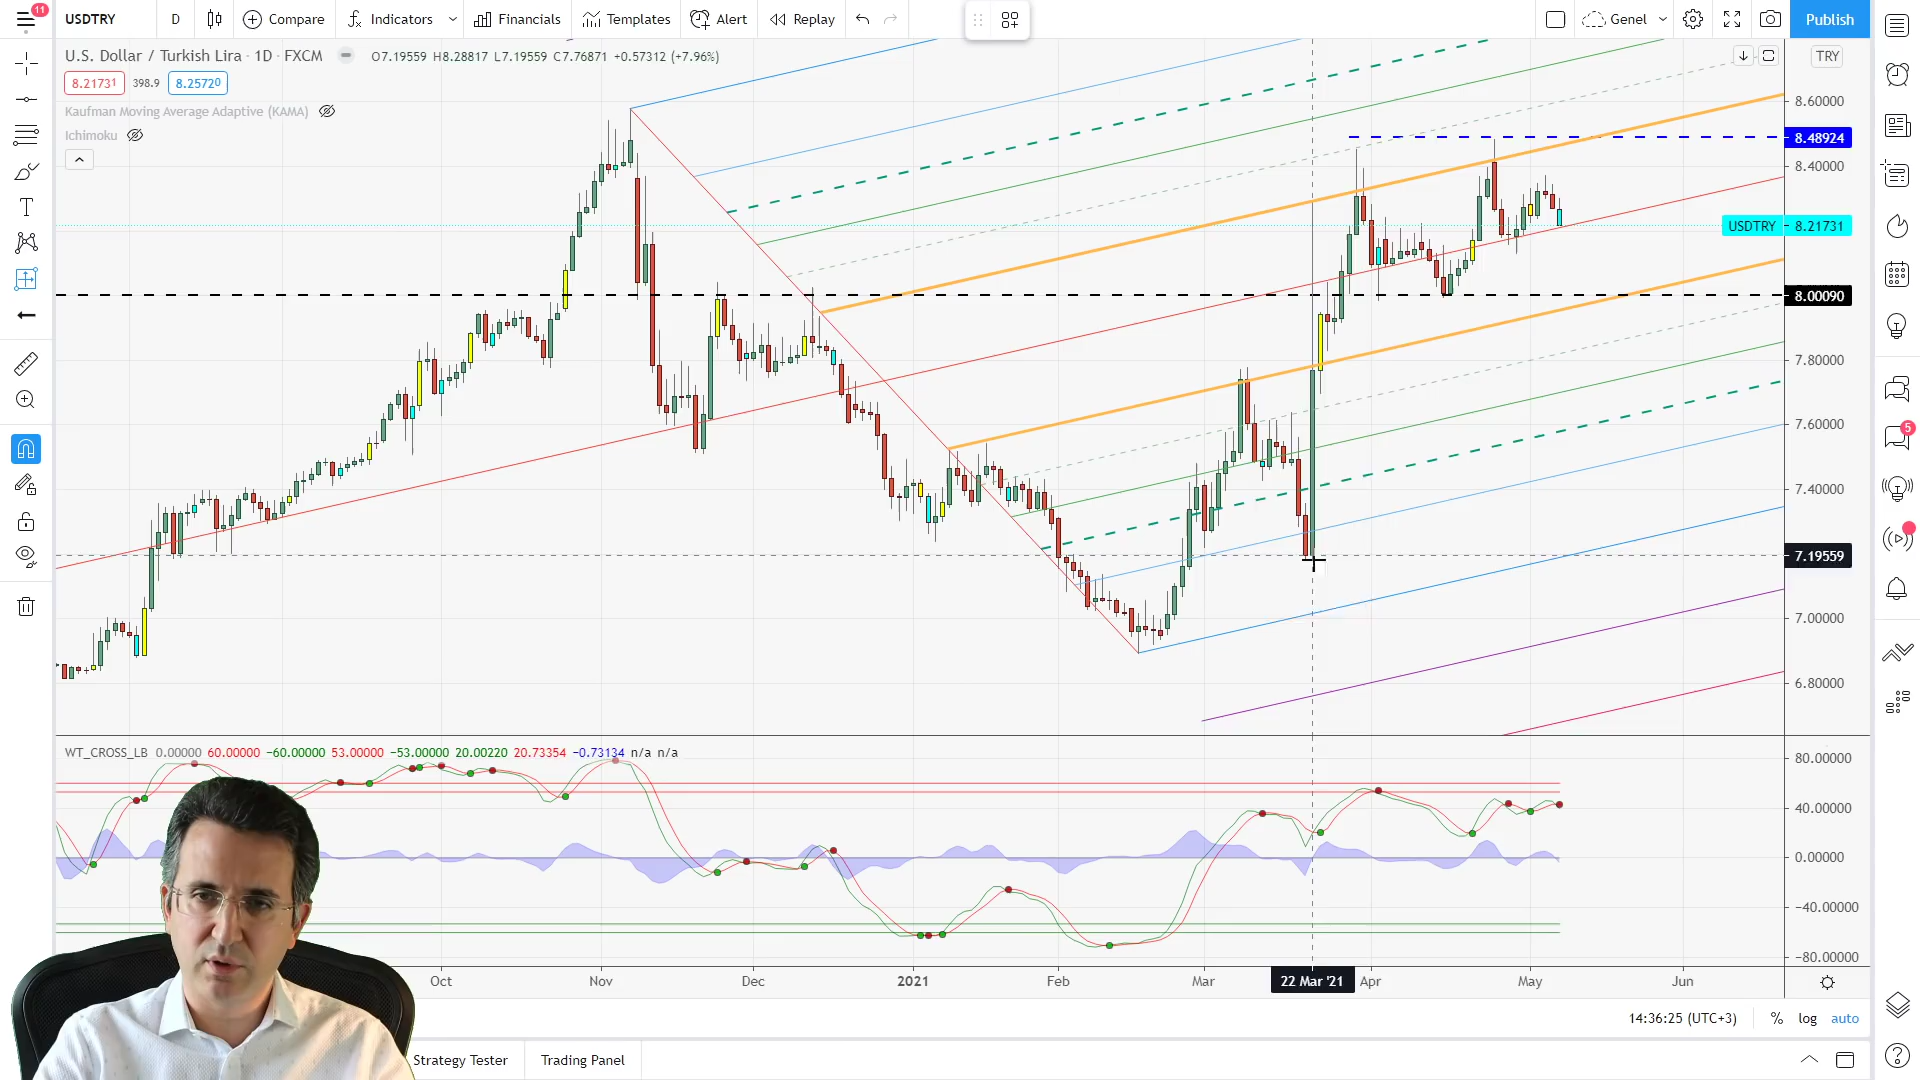 11
USDTRY D Compare Indicators Financials Templates Alert Replay Genel Publish
U.S. Dollar / Turkish Lira · 1D · FXCM O7.19559 H8.28817 L7.19559 C7.76871 +0.57312 (+7.96%) TRY
8.21731 398.9 8.25720
Kaufman Moving Average Adaptive (KAMA)
Ichimoku
8.60000
8.48924
8.40000
USDTRY 8.21731
8.00090
7.80000
7.60000
5
7.40000
7.19559
7.00000
6.80000
WT_CROSS_LB 0.00000 60.00000 −60.00000 53.00000 −53.00000 20.00220 20.73354 −0.73134 n/a n/a
80.00000
40.00000
0.00000
−40.00000
−80.00000
Oct Nov Dec 2021 Feb Mar 22 Mar '21 Apr May Jun
14:36:25 (UTC+3) % log auto
Strategy Tester Trading Panel